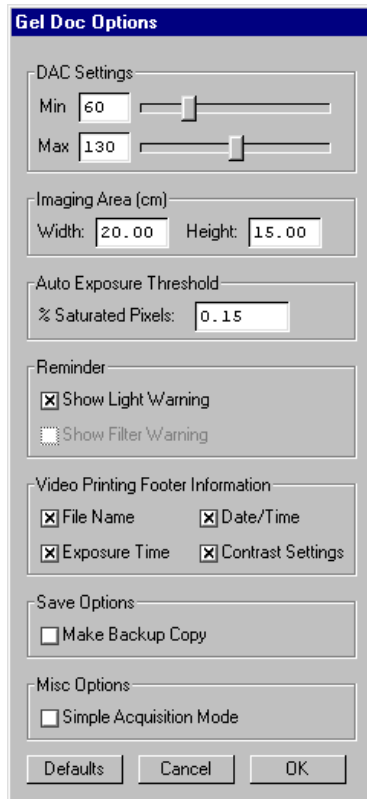 Gel Doc Options
DAC Settings
Min 60
Max 130
Imaging Area (cm)
Width: 20.00 Height: 15.00
Auto Exposure Threshold
% Saturated Pixels: 0.15
Reminder
Show Light Warning
Show Filter Warning
Video Printing Footer Information
File Name Date/Time
Exposure Time Contrast Settings
Save Options
Make Backup Copy
Misc Options
Simple Acquisition Mode
Defaults Cancel OK